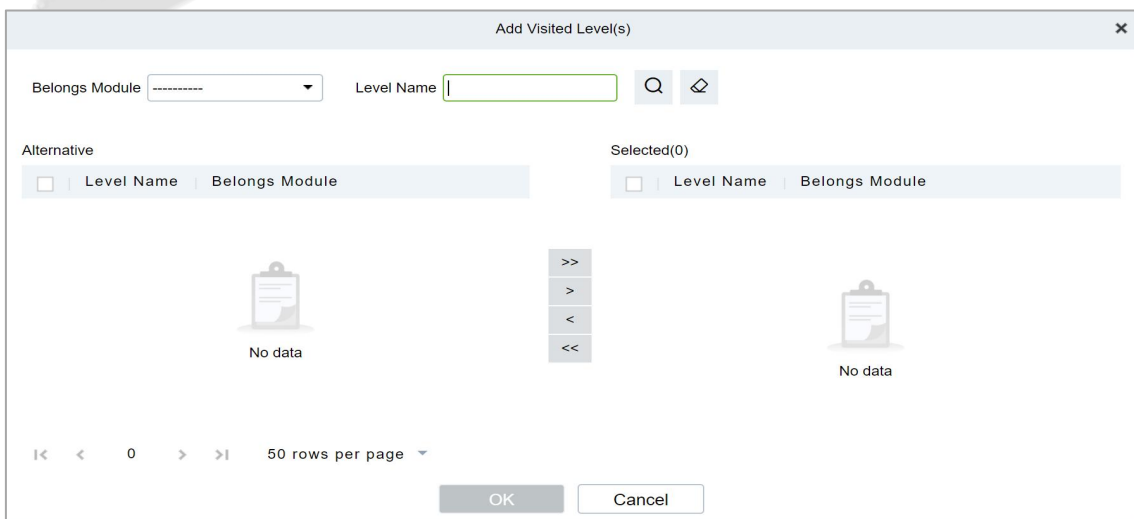 Add Visited Level(s)
Belongs Module ---------- Level Name
Alternative
Selected(0)
Level Name Belongs Module
Level Name Belongs Module
>>
>
<
<<
No data
No data
0 50 rows per page
OK Cancel